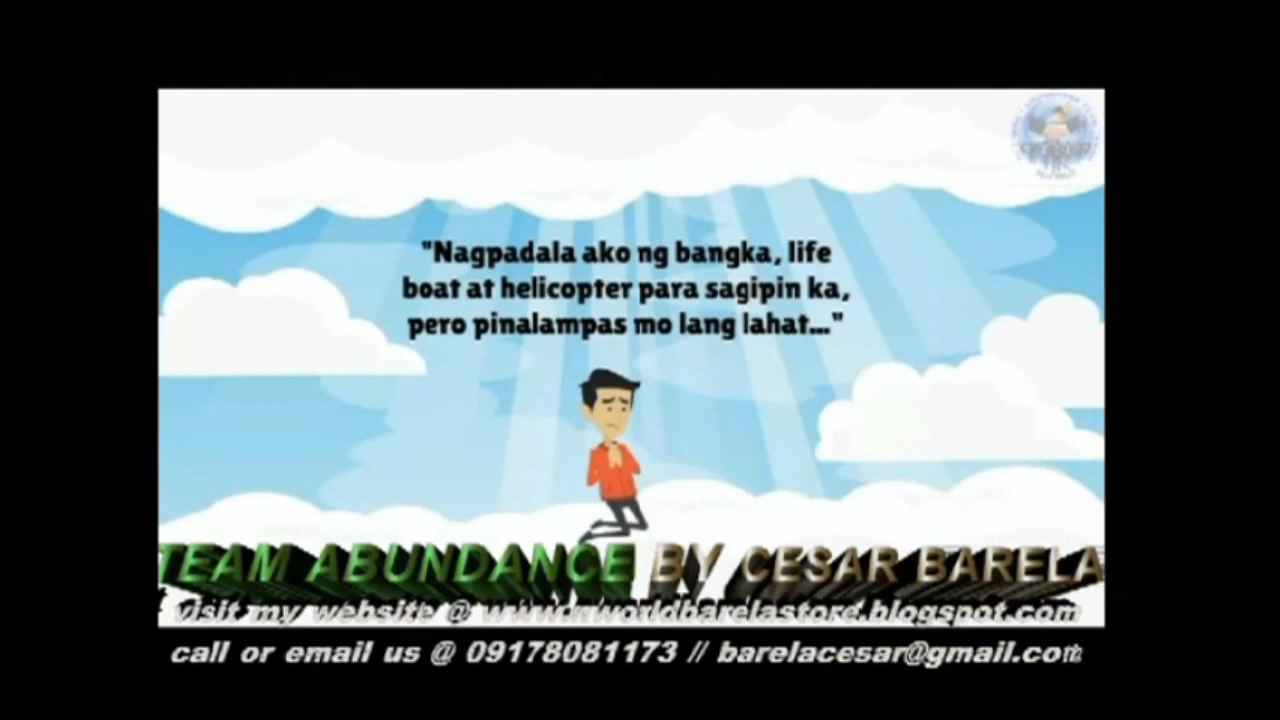 "Nagpadala ako ng bangka, life
boat at helicopter para sagipin ka,
pero pinalampas mo lang lahat..."
TEAM ABUNDANCE BY CESAR BARELA
visit my website @ www.mworldbarelastore.blogspot.com
call or email us @ 09178081173 // barelacesar@gmail.com